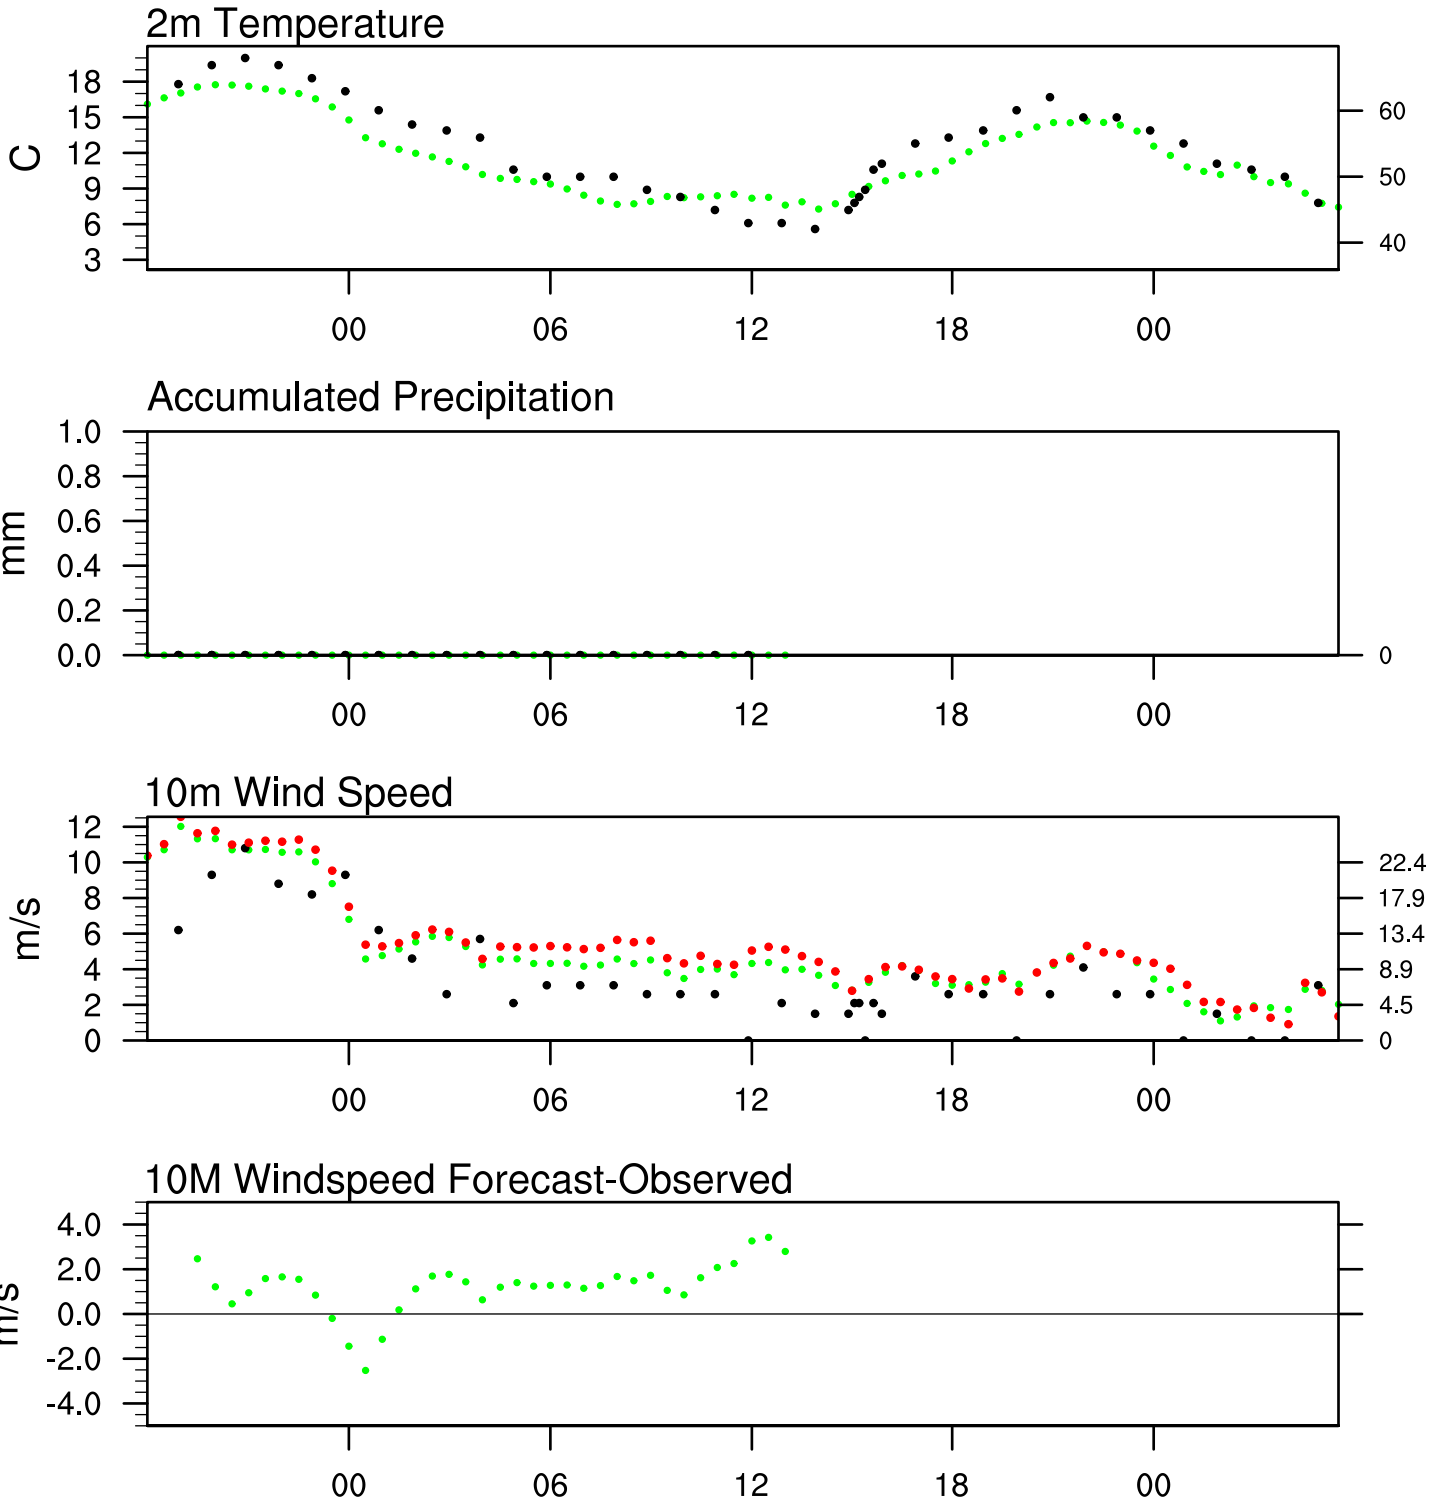 2m Temperature
C
18
15
12
9
6
3
60
50
40
00 06 12 18 00
Accumulated Precipitation
mm
1.0
0.8
0.6
0.4
0.2
0.0
0
00 06 12 18 00
10m Wind Speed
m/s
12
10
8
6
4
2
0
22.4
17.9
13.4
8.9
4.5
0
00 06 12 18 00
10M Windspeed Forecast-Observed
m/s
4.0
2.0
0.0
-2.0
-4.0
00 06 12 18 00